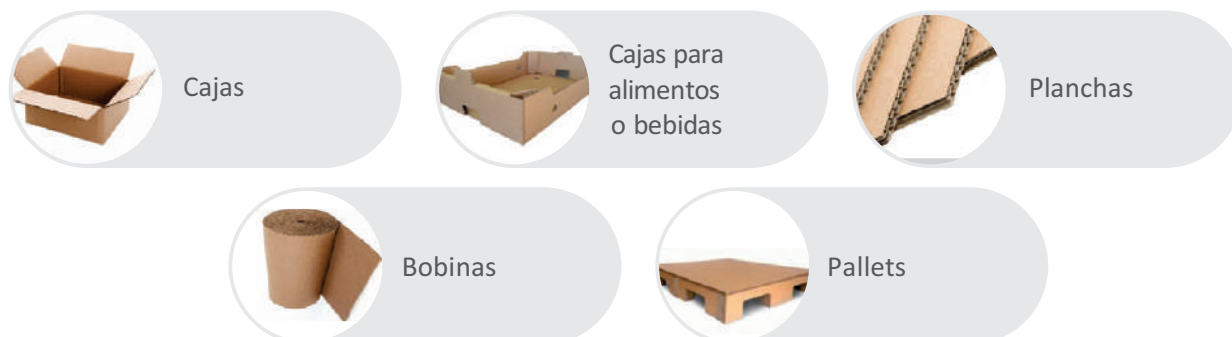 Cajas
Cajas para
alimentos
o bebidas
Planchas
Bobinas
Pallets